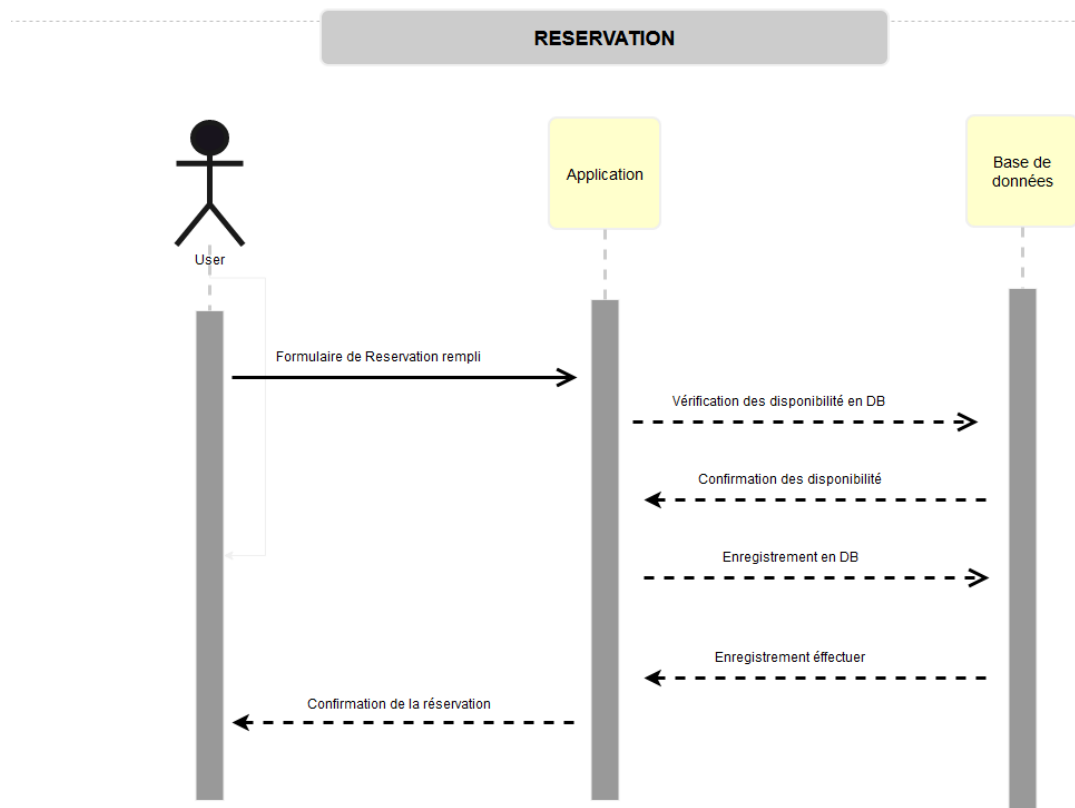 RESERVATION
Application
Base de
données
User
Formulaire de Reservation rempli
Vérification des disponibilité en DB
Confirmation des disponibilité
Enregistrement en DB
Enregistrement éffectuer
Confirmation de la réservation